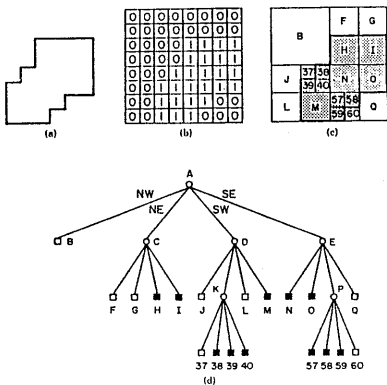 0 0 0 0 0 0 0 0
0 0 0 0 0 0 0 0
0 0 0 0 1 1 1 1
0 0 0 0 1 1 1 1
0 0 0 1 1 1 1 1
0 0 1 1 1 1 1 1
0 0 1 1 1 1 0 0
0 0 1 1 1 0 0 0
B F G
H I
J 37 38 N O
39 40
L M 57 58 Q
59 60
(a) (b) (c)
A
NW NE SW SE
B C D E
F G H I J K L M N O P Q
37 38 39 40 57 58 59 60
(d)